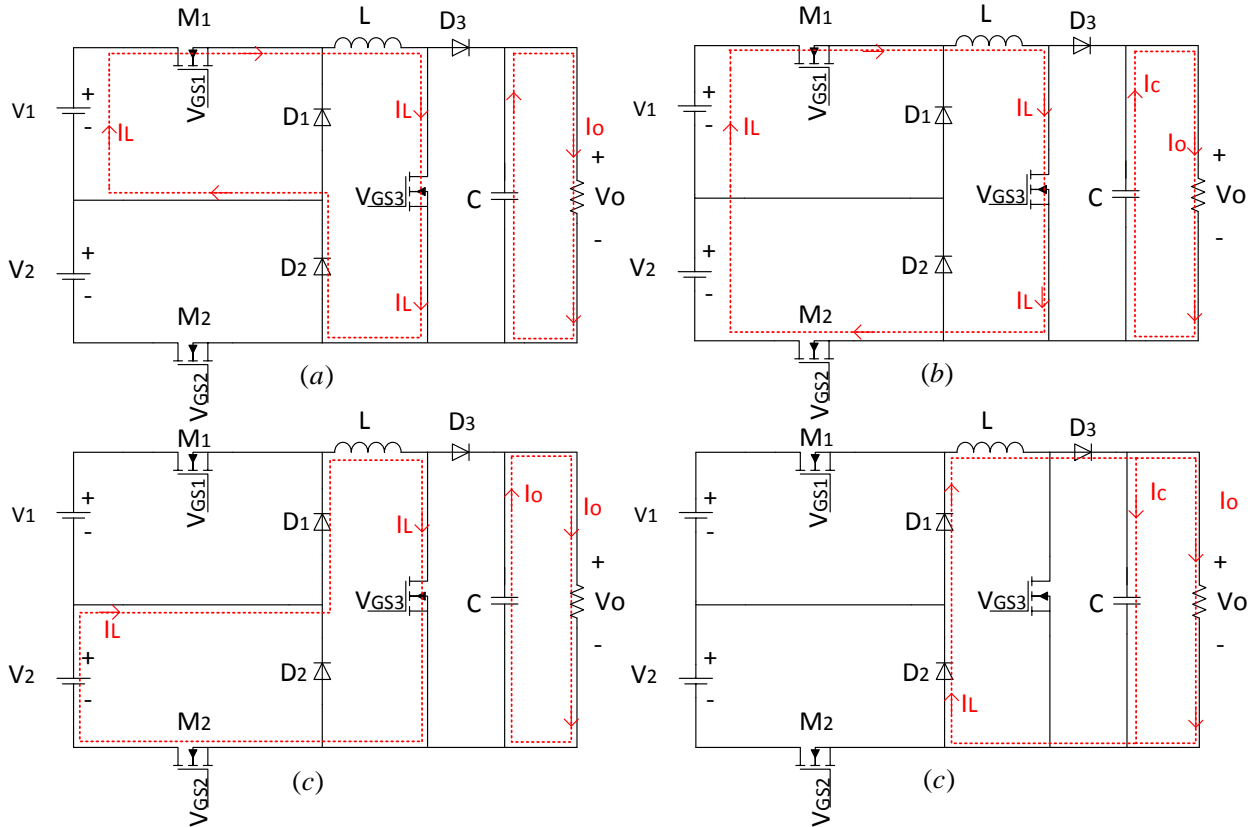 M1
L
D3
V1
+
-
VGS1
D1
IL
IL
Io
+
VGS3
C
Vo
-
V2
+
-
D2
IL
M2
VGS2
(a)
M1
L
D3
V1
+
-
VGS1
D1
IL
IL
Ic
Io
+
VGS3
C
Vo
-
V2
+
-
D2
IL
M2
VGS2
(b)
M1
L
D3
V1
+
-
VGS1
D1
IL
Io
Io
+
VGS3
C
Vo
-
IL
V2
+
-
D2
M2
VGS2
(c)
M1
L
D3
V1
+
-
VGS1
D1
Ic
Io
+
VGS3
C
Vo
-
V2
+
-
D2
IL
M2
VGS2
(c)